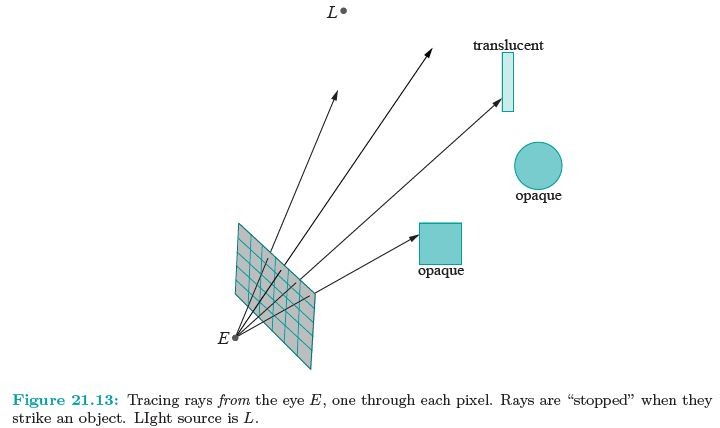 L
translucent
opaque
opaque
E
Figure 21.13: Tracing rays from the eye E, one through each pixel. Rays are “stopped” when they
strike an object. LIght source is L.